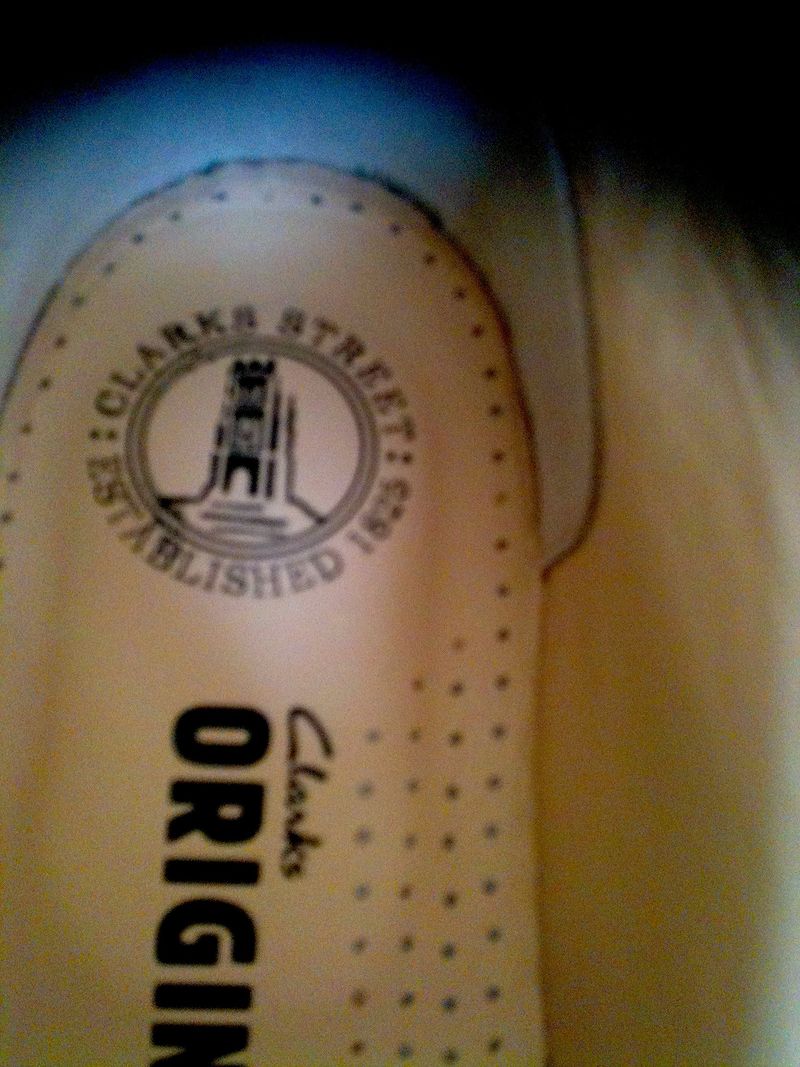 : CLARKS STREET :
ESTABLISHED 1825
Clarks
ORIGIN